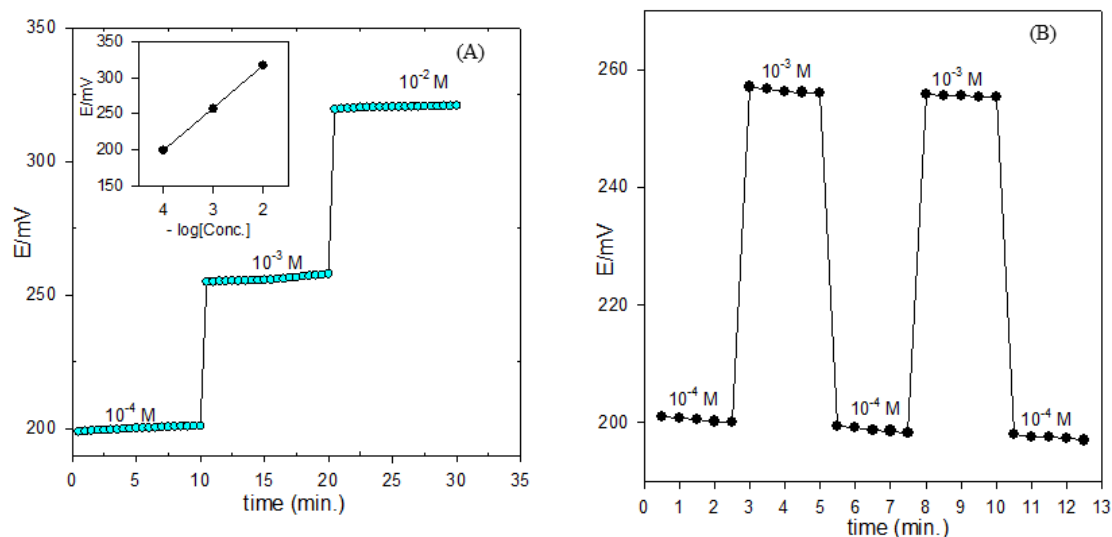 (A)
350
300
250
200
E/mV
0 5 10 15 20 25 30 35
time (min.)
10⁻⁴ M
10⁻³ M
10⁻² M
350
300
250
200
150
E/mV
4 3 2
- log[Conc.]
(B)
260
240
220
200
E/mV
0 1 2 3 4 5 6 7 8 9 10 11 12 13
time (min.)
10⁻³ M 10⁻³ M
10⁻⁴ M 10⁻⁴ M 10⁻⁴ M